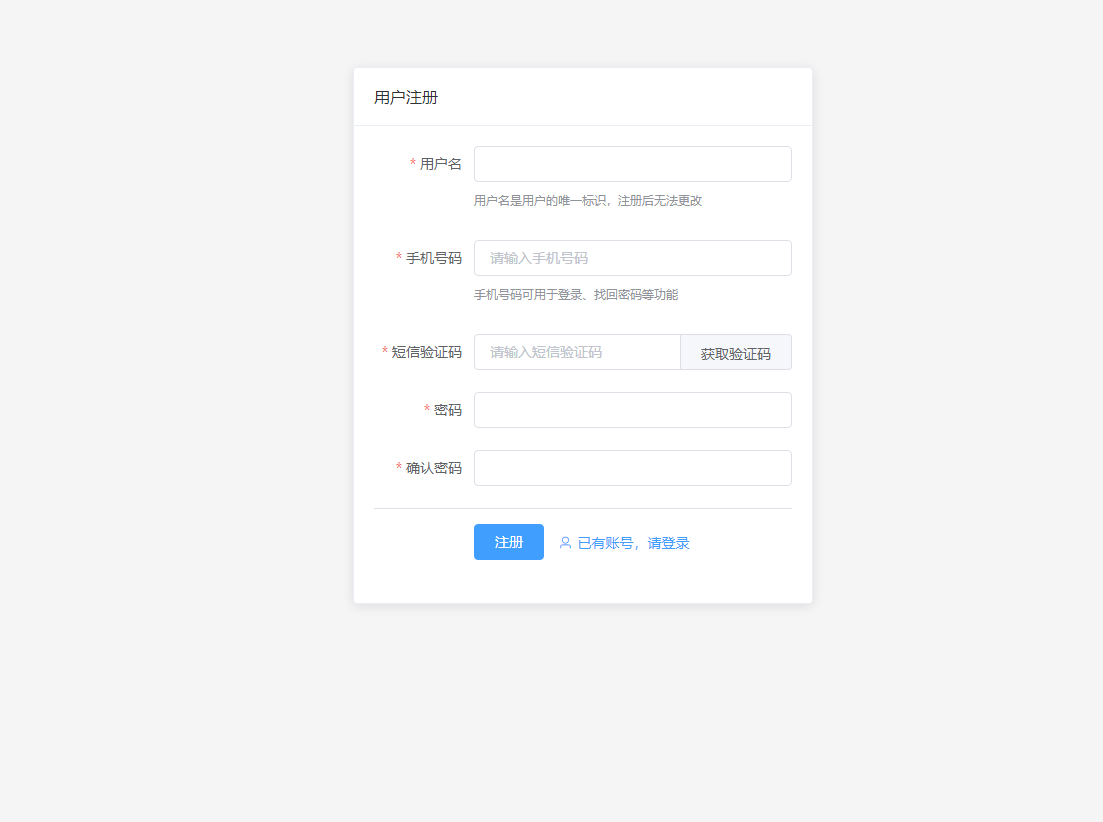 用户注册
* 用户名
用户名是用户的唯一标识，注册后无法更改
* 手机号码 请输入手机号码
手机号码可用于登录、找回密码等功能
* 短信验证码 请输入短信验证码 获取验证码
* 密码
* 确认密码
注册 已有账号，请登录